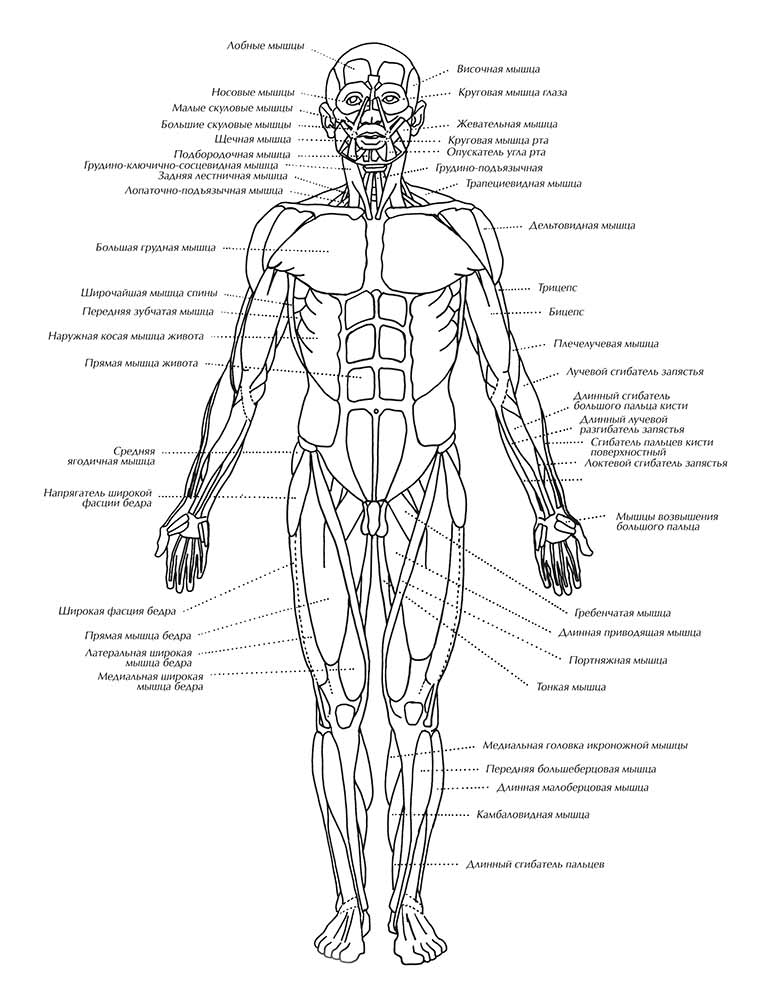 Лобные мышцы
Носовые мышцы
Малые скуловые мышцы
Большие скуловые мышцы
Щечная мышца
Подбородочная мышца
Грудино-ключично-сосцевидная мышца
Задняя лестничная мышца
Лопаточно-подъязычная мышца
Большая грудная мышца
Широчайшая мышца спины
Передняя зубчатая мышца
Наружная косая мышца живота
Прямая мышца живота
Средняя
ягодичная мышца
Напрягатель широкой
фасции бедра
Широкая фасция бедра
Прямая мышца бедра
Латеральная широкая
мышца бедра
Медиальная широкая
мышца бедра
Височная мышца
Круговая мышца глаза
Жевательная мышца
Круговая мышца рта
Опускатель угла рта
Грудино-подъязычная
Трапециевидная мышца
Дельтовидная мышца
Трицепс
Бицепс
Плечелучевая мышца
Лучевой сгибатель запястья
Длинный сгибатель
большого пальца кисти
Длинный лучевой
разгибатель запястья
Сгибатель пальцев кисти
поверхностный
Локтевой сгибатель запястья
Мышцы возвышения
большого пальца
Гребенчатая мышца
Длинная приводящая мышца
Портняжная мышца
Тонкая мышца
Медиальная головка икроножной мышцы
Передняя большеберцовая мышца
Длинная малоберцовая мышца
Камбаловидная мышца
Длинный сгибатель пальцев